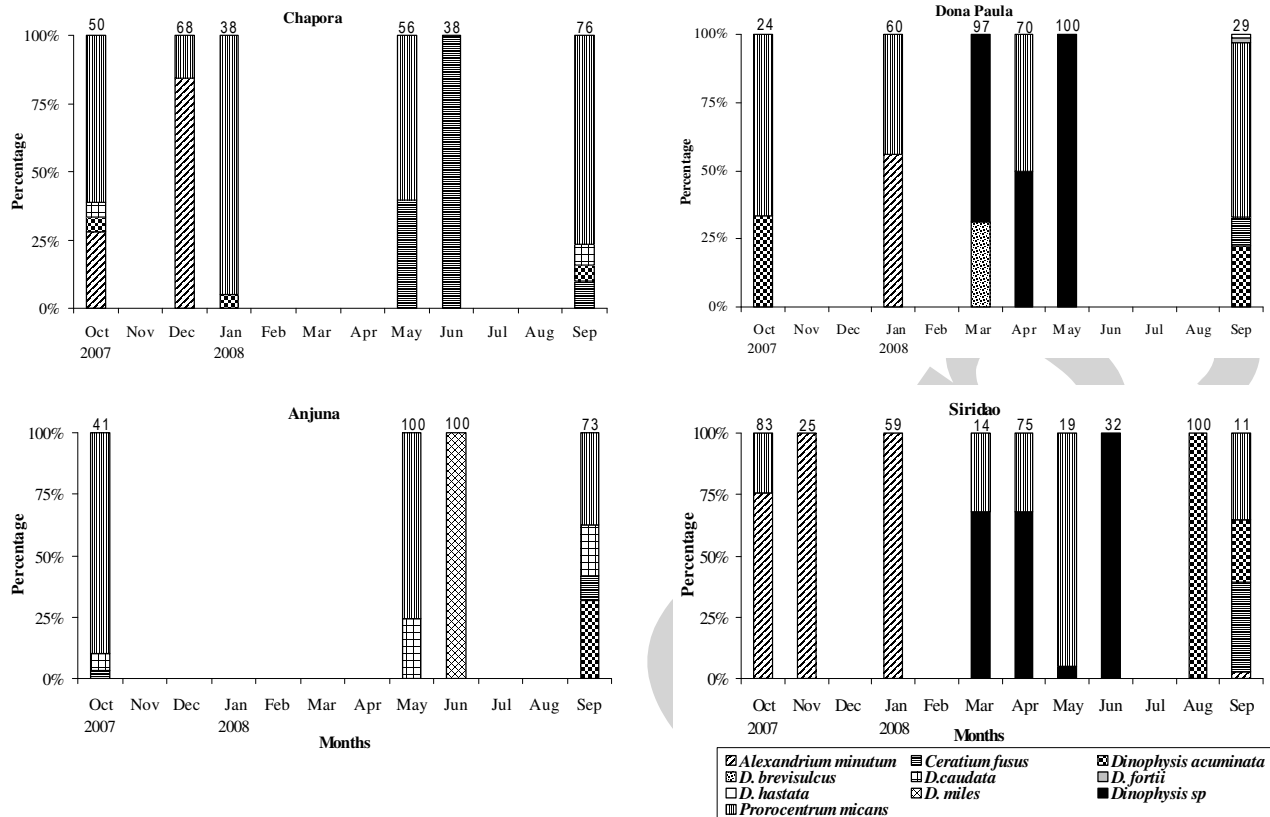 Chapora
50 68 38 56 38 76
100%
75%
50%
25%
0%
Percentage
Oct Nov Dec Jan Feb Mar Apr May Jun Jul Aug Sep
2007 2008
Dona Paula
24 60 97 70 100 29
100%
75%
50%
25%
0%
Percentage
Oct Nov Dec Jan Feb Mar Apr May Jun Jul Aug Sep
2007 2008
Anjuna
41 100 100 73
100%
75%
50%
25%
0%
Percentage
Oct Nov Dec Jan Feb Mar Apr May Jun Jul Aug Sep
2007 2008
Months
Siridao
83 25 59 14 75 19 32 100 11
100%
75%
50%
25%
0%
Percentage
Oct Nov Dec Jan Feb Mar Apr May Jun Jul Aug Sep
2007 2008
Months
Alexandrium minutum Ceratium fusus Dinophysis acuminata
D. brevisulcus D.caudata D. fortii
D. hastata D. miles Dinophysis sp
Prorocentrum micans